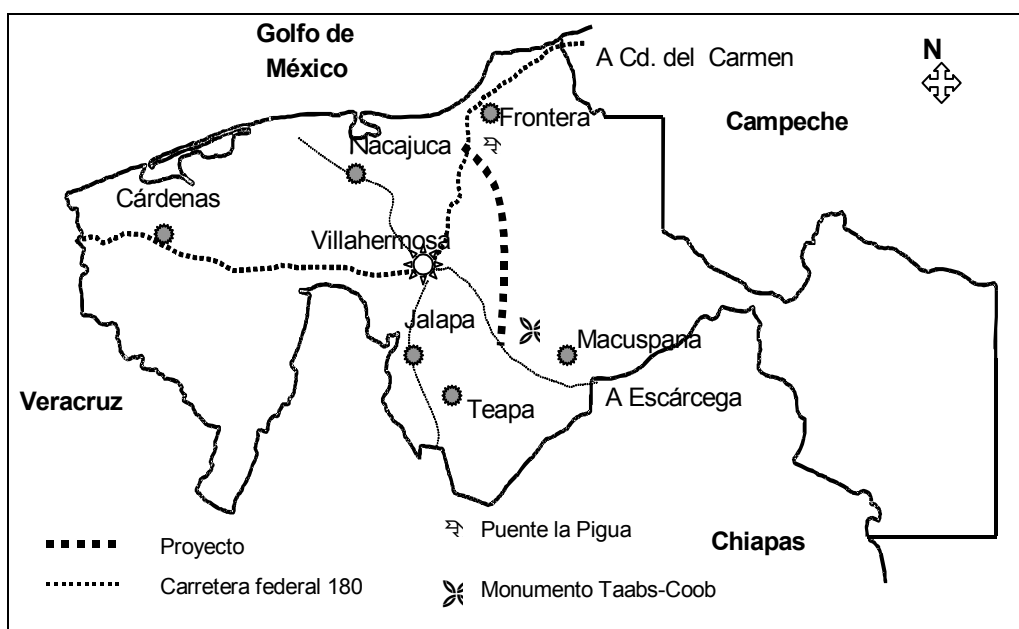 Golfo de
México
A Cd. del Carmen
N
Frontera
Campeche
Nacajuca
Cárdenas
Villahermosa
Jalapa
Macuspana
Veracruz
Teapa
A Escárcega
Puente la Pigua
Proyecto
Chiapas
Carretera federal 180
Monumento Taabs-Coob